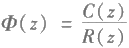 Φ(z) = C(z) / R(z)